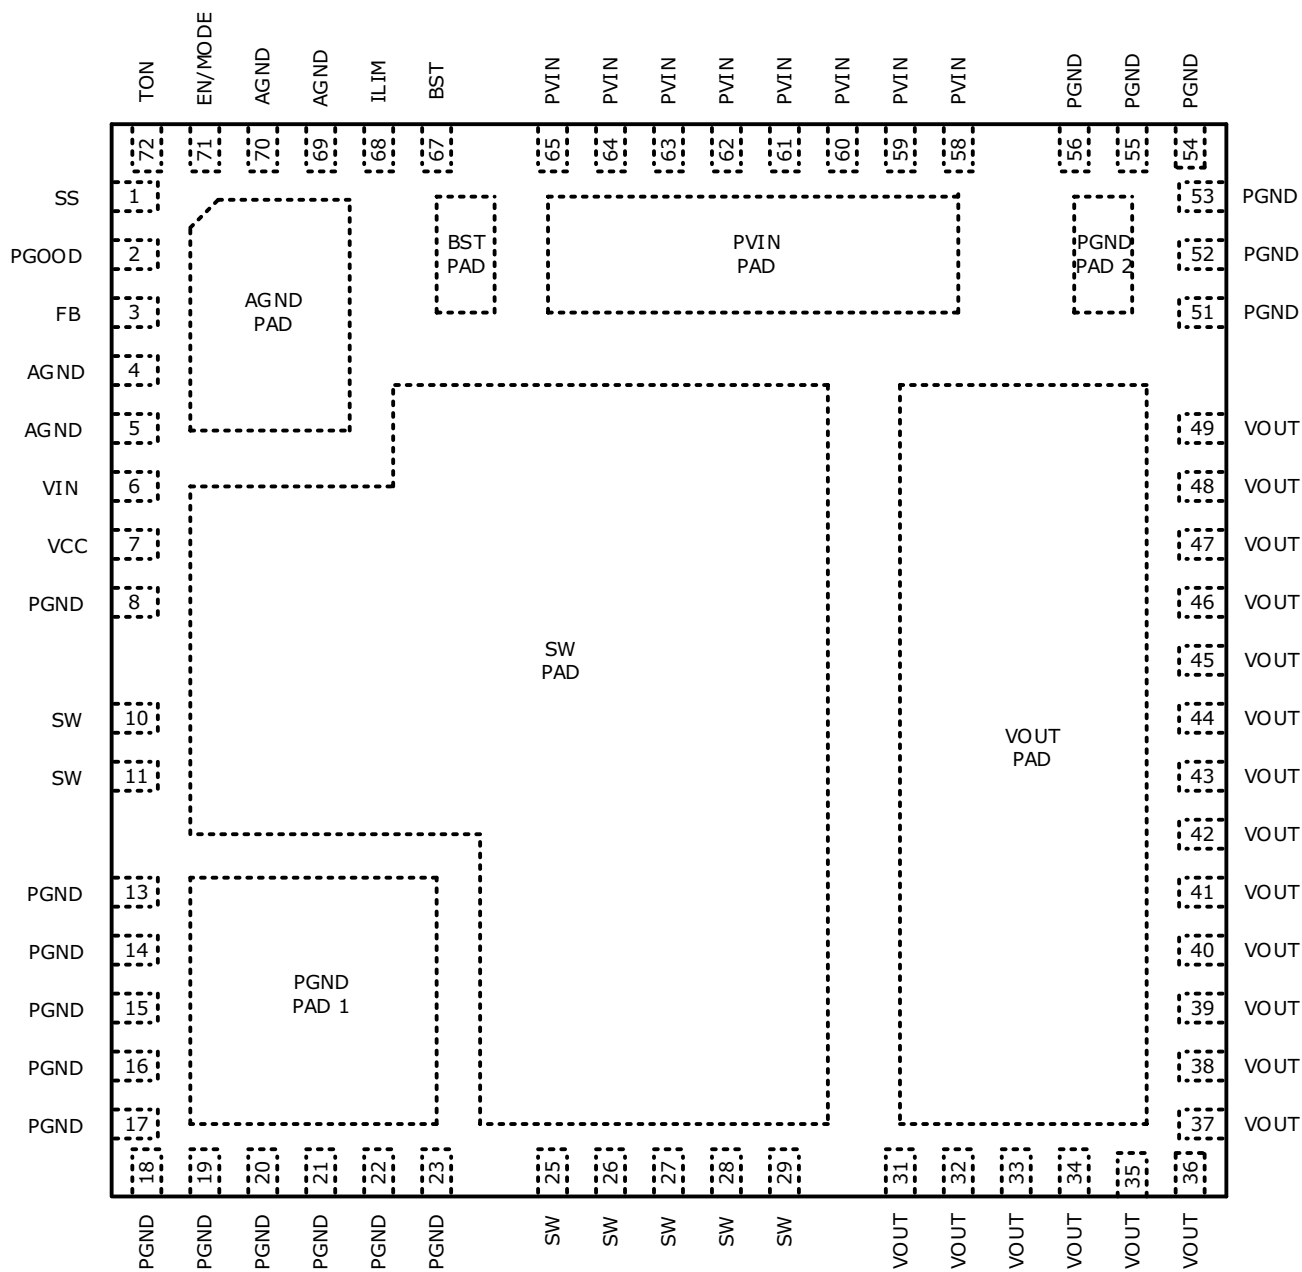 TON
EN/MODE
AGND
AGND
ILIM
BST
PVIN
PVIN
PVIN
PVIN
PVIN
PVIN
PVIN
PVIN
PGND
PGND
PGND
72
71
70
69
68
67
65
64
63
62
61
60
59
58
56
55
54
SS
1
53
PGND
PGOOD
2
52
PGND
FB
3
51
PGND
AGND
4
AGND
5
49
VOUT
VIN
6
48
VOUT
VCC
7
47
VOUT
PGND
8
46
VOUT
45
VOUT
SW
10
44
VOUT
SW
11
43
VOUT
42
VOUT
PGND
13
41
VOUT
PGND
14
40
VOUT
PGND
15
39
VOUT
PGND
16
38
VOUT
PGND
17
37
VOUT
AGND
PAD
BST
PAD
PVIN
PAD
PGND
PAD 2
SW
PAD
VOUT
PAD
PGND
PAD 1
18
19
20
21
22
23
25
26
27
28
29
31
32
33
34
35
36
PGND
PGND
PGND
PGND
PGND
PGND
SW
SW
SW
SW
SW
VOUT
VOUT
VOUT
VOUT
VOUT
VOUT